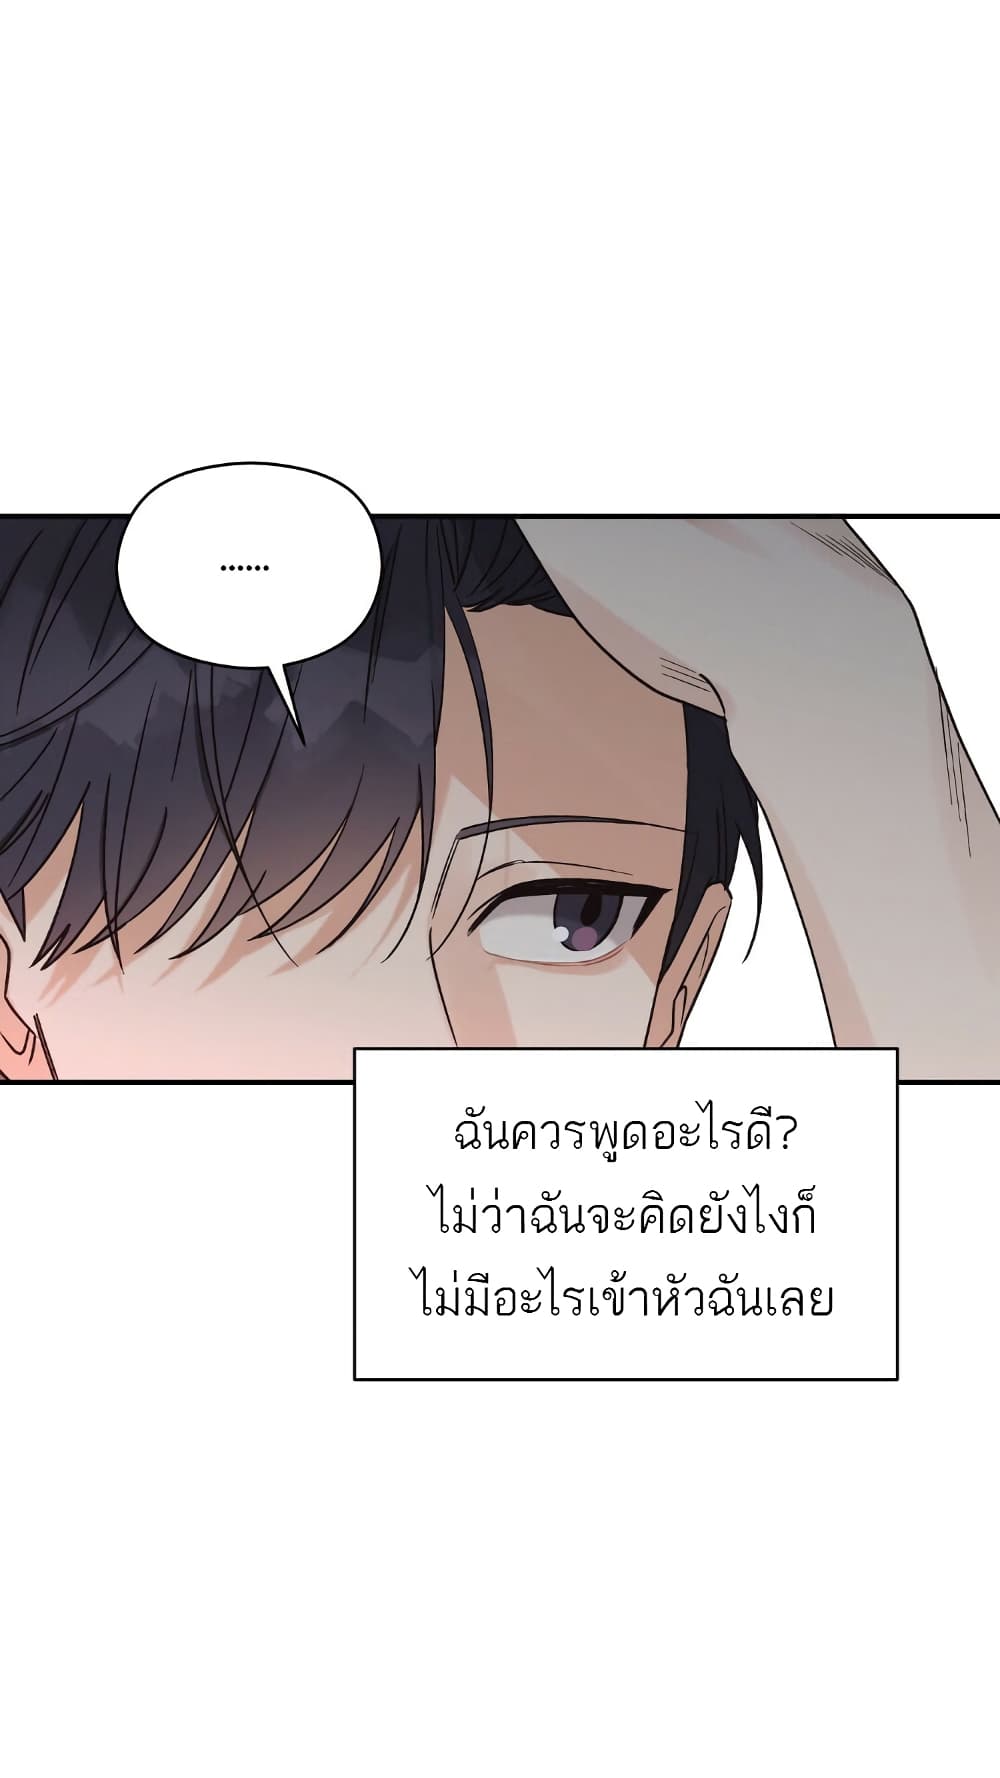 ......
ฉันควรพูดอะไรดี?
ไม่ว่าฉันจะคิดยังไงก็
ไม่มีอะไรเข้าหัวฉันเลย